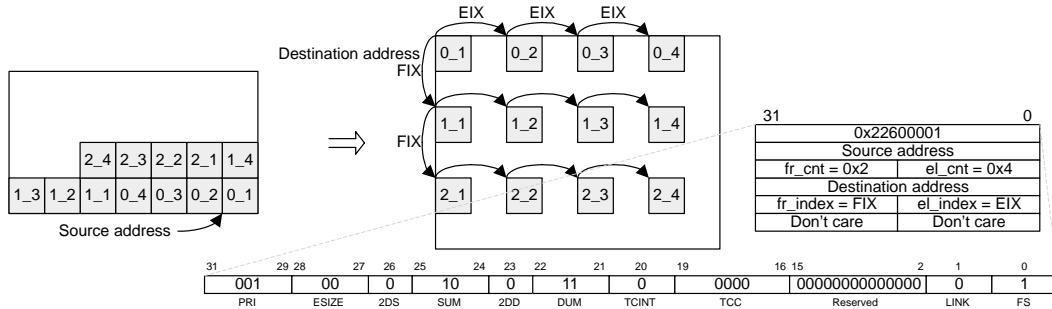 EIX EIX EIX
Destination address
FIX
0_1 0_2 0_3 0_4
FIX
1_1 1_2 1_3 1_4
2_1 2_2 2_3 2_4
2_4 2_3 2_2 2_1 1_4
1_3 1_2 1_1 0_4 0_3 0_2 0_1
Source address
31 0
0x22600001
Source address
fr_cnt = 0x2 el_cnt = 0x4
Destination address
fr_index = FIX el_index = EIX
Don't care Don't care
31 29 28 27 26 25 24 23 22 21 20 19 16 15 2 1 0
001 00 0 10 0 11 0 0000 00000000000000 0 1
PRI ESIZE 2DS SUM 2DD DUM TCINT TCC Reserved LINK FS